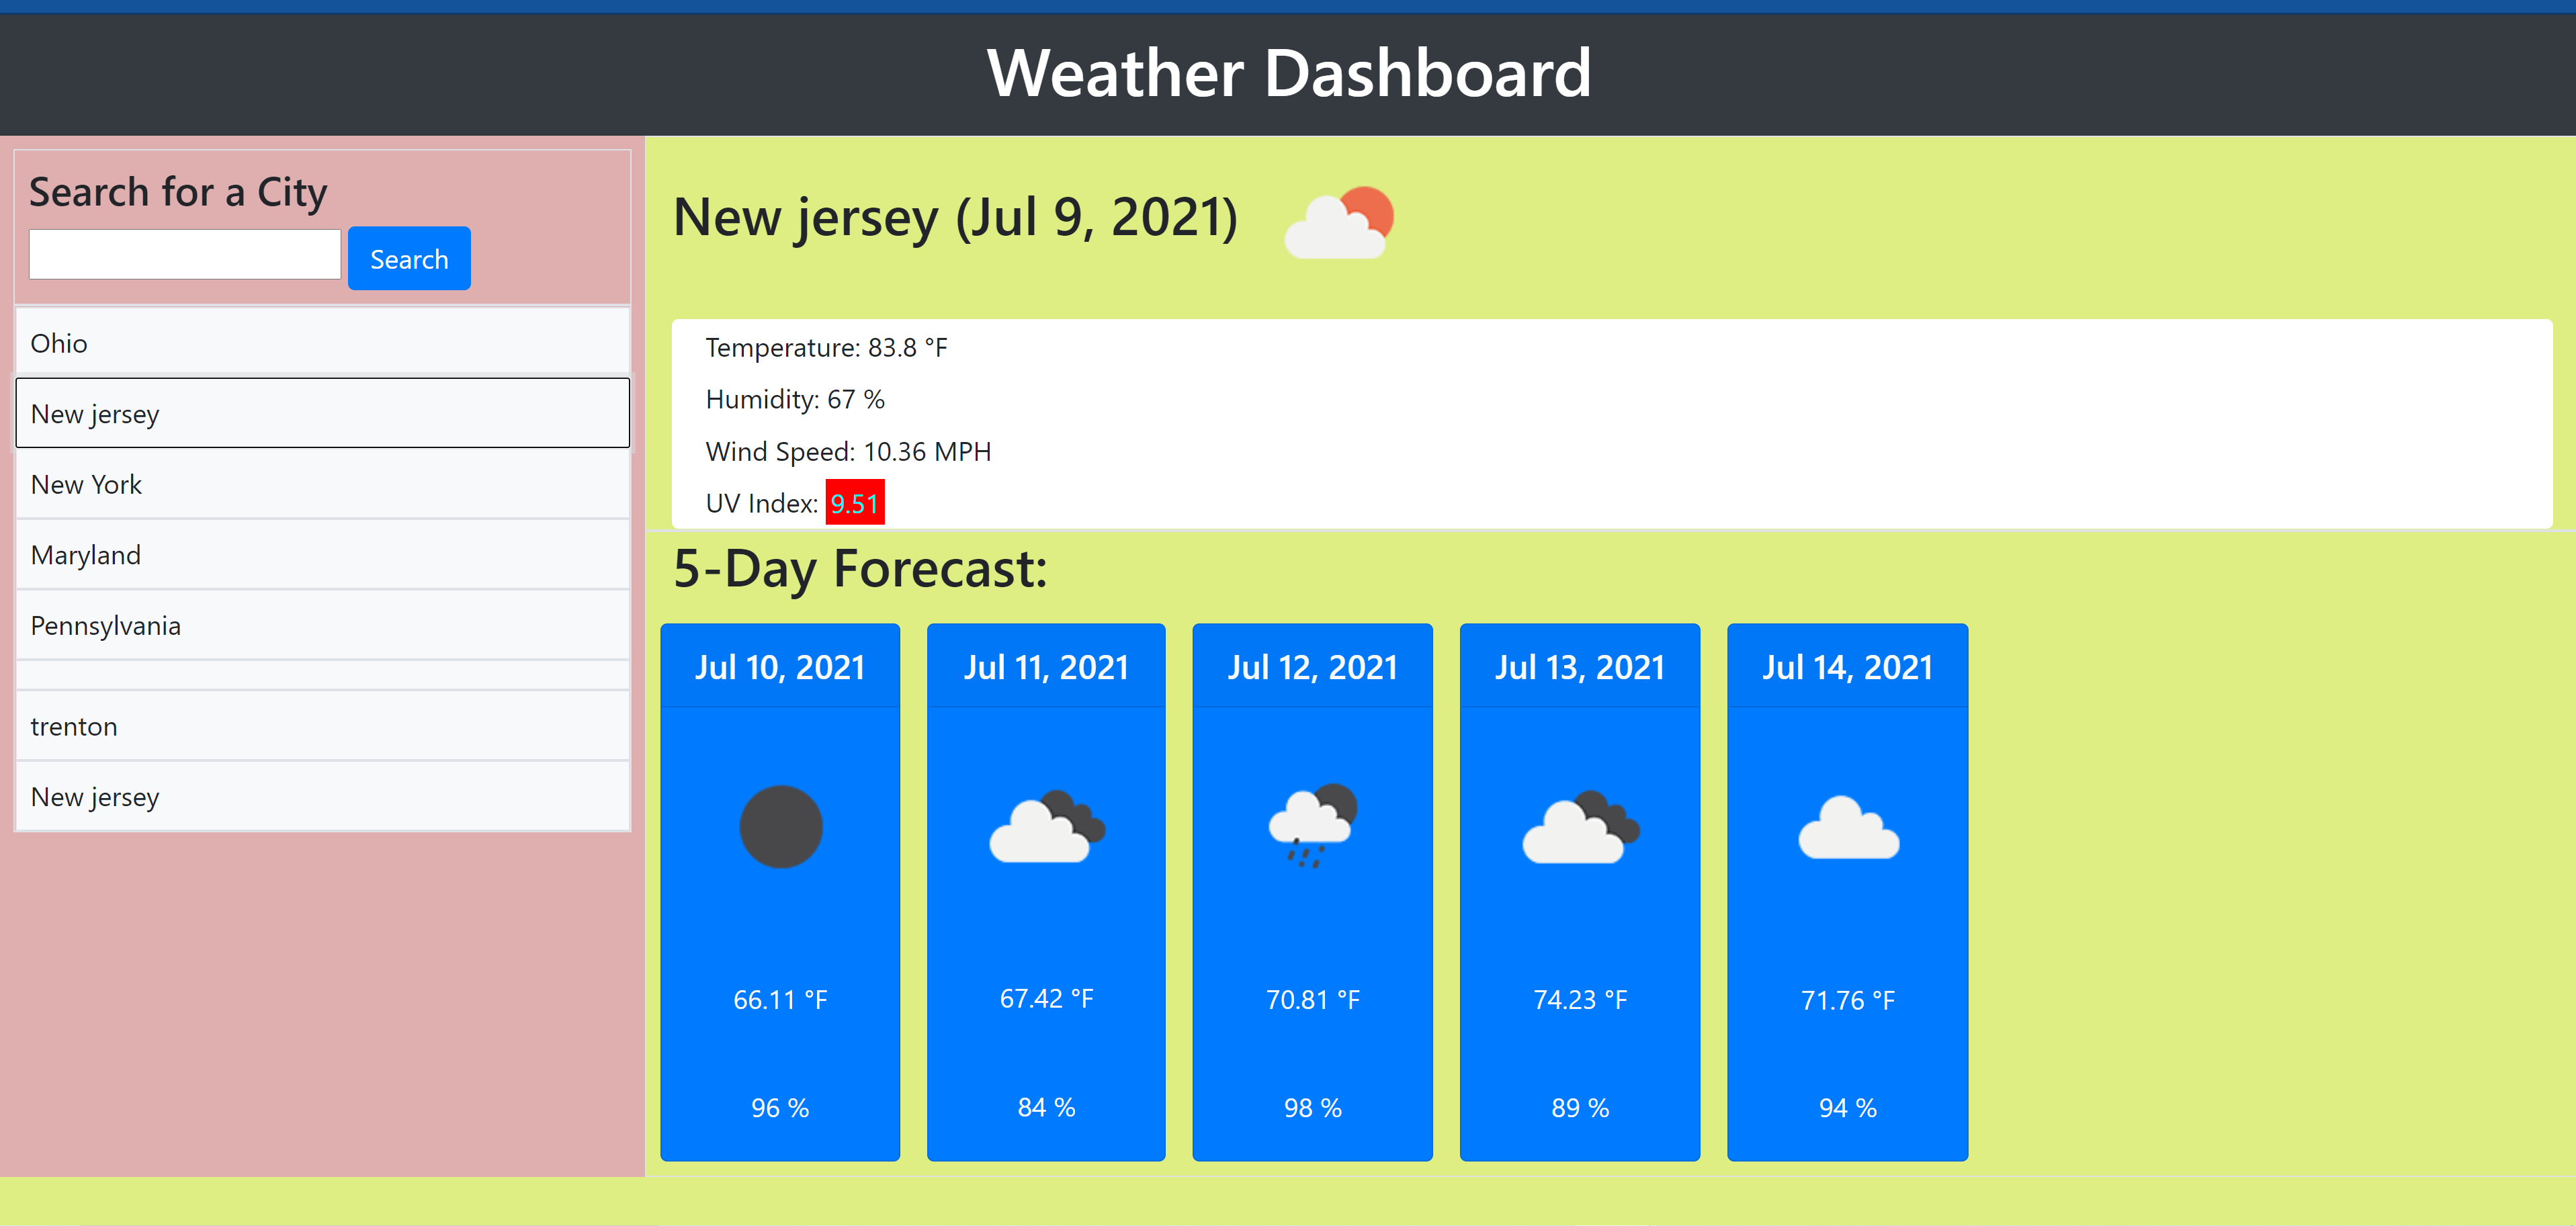 Weather Dashboard
Search for a City
Search
Ohio
New jersey
New York
Maryland
Pennsylvania
trenton
New jersey
New jersey (Jul 9, 2021)
Temperature: 83.8 °F
Humidity: 67 %
Wind Speed: 10.36 MPH
UV Index: 9.51
5-Day Forecast:
Jul 10, 2021
66.11 °F
96 %
Jul 11, 2021
67.42 °F
84 %
Jul 12, 2021
70.81 °F
98 %
Jul 13, 2021
74.23 °F
89 %
Jul 14, 2021
71.76 °F
94 %